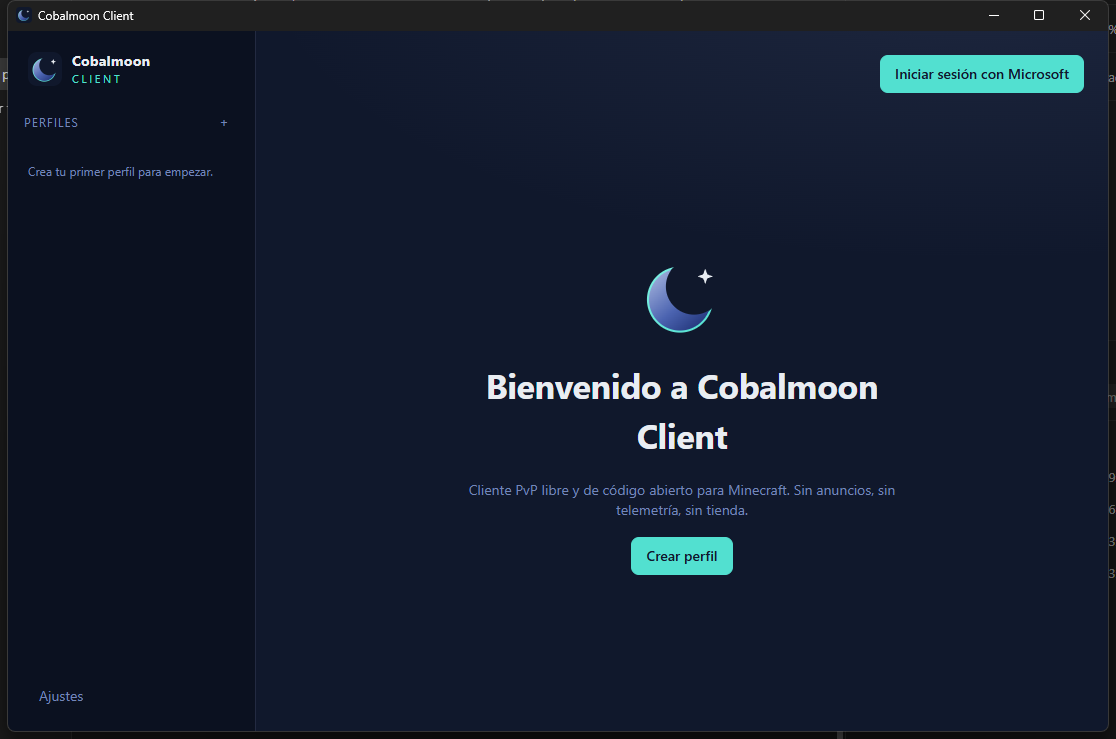 Cobalmoon Client
Cobalmoon
CLIENT
Iniciar sesión con Microsoft
PERFILES +
Crea tu primer perfil para empezar.
Bienvenido a Cobalmoon
Client
Cliente PvP libre y de código abierto para Minecraft. Sin anuncios, sin
telemetría, sin tienda.
Crear perfil
Ajustes